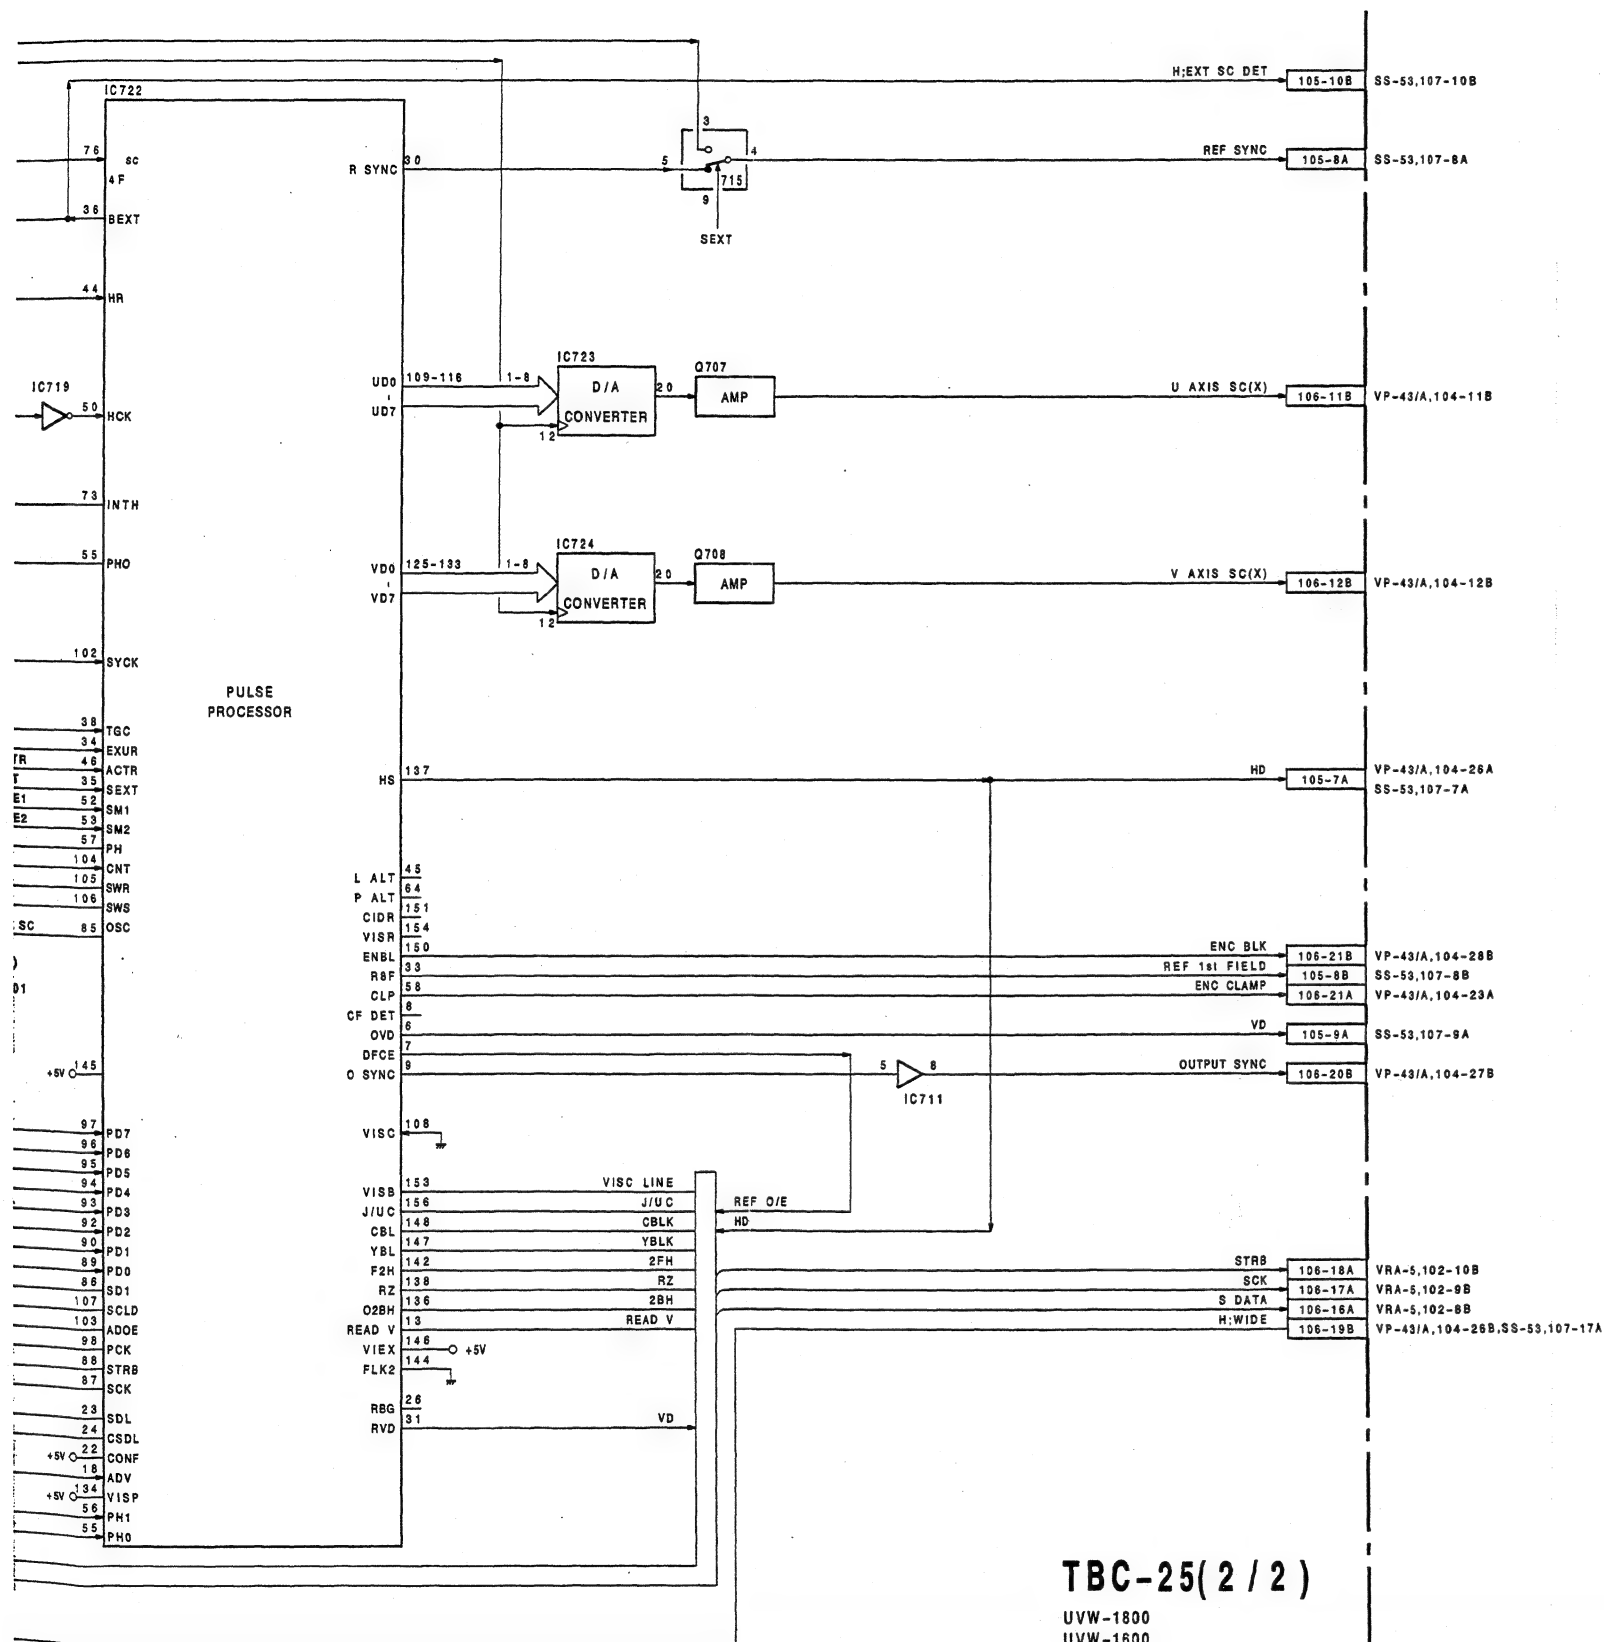 H;EXT SC DET 105-10B SS-53,107-10B
IC722
3
76 SC R SYNC 30 5 4 REF SYNC 105-8A SS-53,107-8A
4F
715
9
36 BEXT
SEXT
44 HR
IC719 IC723 Q707
UD0 109-116 1-8 D/A 20 U AXIS SC(X)
- AMP 106-11B VP-43/A,104-11B
50 HCK UD7 CONVERTER
12
73 INTH
IC724 Q708
55 PHO VD0 125-133 1-8 D/A 20 V AXIS SC(X)
- AMP 106-12B VP-43/A,104-12B
VD7 CONVERTER
12
102 SYCK
PULSE
PROCESSOR
38 TGC
34 EXUR
TR 46 ACTR HS 137 HD 105-7A VP-43/A,104-26A
T 35 SEXT SS-53,107-7A
E1 52 SM1
E2 53 SM2
57 PH
104 CNT L ALT 45
105 SWR P ALT 64
106 SWS CIDR 151
SC 85 OSC VISR 154
ENBL 150 ENC BLK 106-21B VP-43/A,104-28B
) R8F 33 REF 1st FIELD 105-8B SS-53,107-8B
01 CLP 58 ENC CLAMP 106-21A VP-43/A,104-23A
CF DET 8
OVD 6 VD 105-9A SS-53,107-9A
DFCE 7
+5V 145 O SYNC 9 5 8 OUTPUT SYNC 106-20B VP-43/A,104-27B
IC711
97 PD7 VISC 108
96 PD6
95 PD5
94 PD4 VISB 153 VISC LINE
93 PD3 J/UC 156 J/UC REF O/E
92 PD2 CBL 148 CBLK HD
90 PD1 YBL 147 YBLK
89 PD0 F2H 142 2FH STRB 106-18A VRA-5,102-10B
86 SD1 RZ 138 RZ SCK 106-17A VRA-5,102-9B
107 SCLD O2BH 136 2BH S DATA 106-16A VRA-5,102-8B
103 ADOE READ V 13 READ V H;WIDE 106-19B VP-43/A,104-26B,SS-53,107-17A
98 PCK VIEX 146 +5V
88 STRB FLK2 144
87 SCK
RBG 26
23 SDL RVD 31 VD
24 CSDL
+5V 22 CONF
18 ADV
+5V 134 VISP
56 PH1
55 PH0
TBC-25(2/2)
UVW-1800
UVW-1600